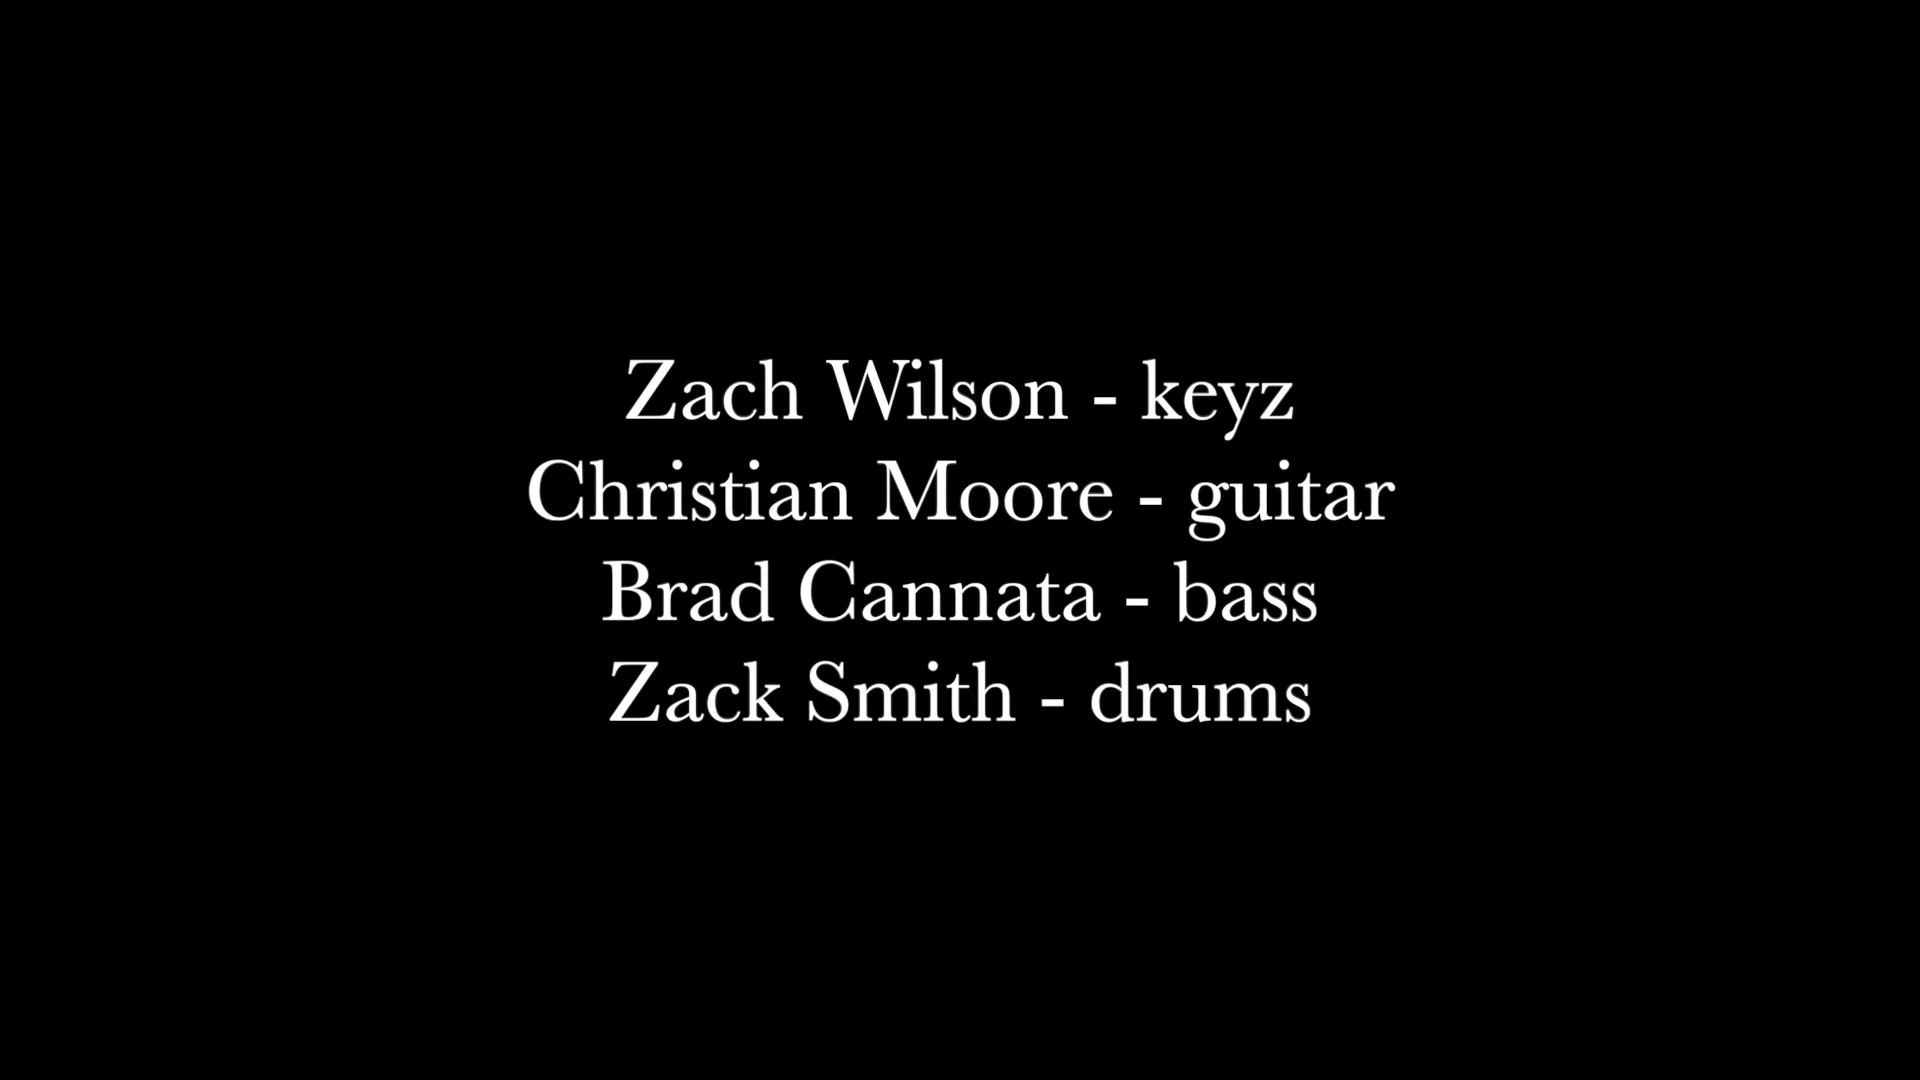 Zach Wilson - keyz
Christian Moore - guitar
Brad Cannata - bass
Zack Smith - drums